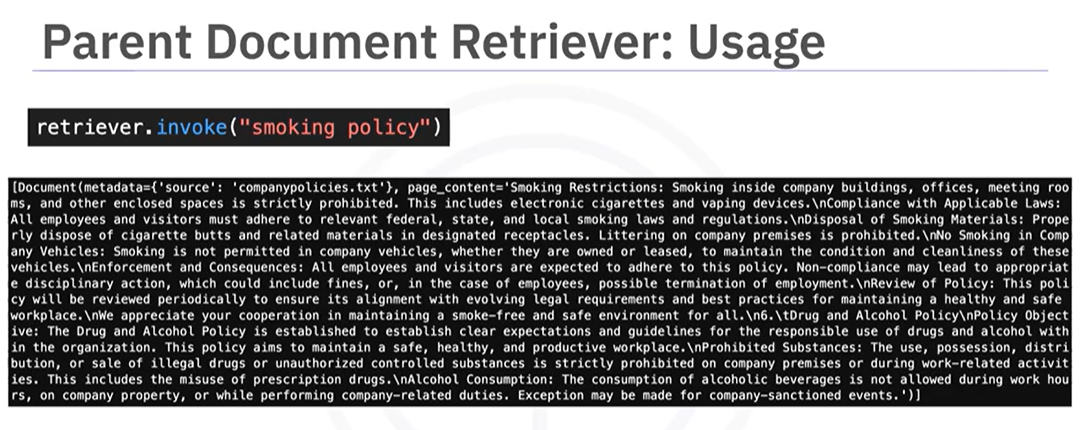 Parent Document Retriever: Usage
retriever.invoke("smoking policy")
[Document(metadata={'source': 'companypolicies.txt'}, page_content='Smoking Restrictions: Smoking inside company buildings, offices, meeting roo
ms, and other enclosed spaces is strictly prohibited. This includes electronic cigarettes and vaping devices.\nCompliance with Applicable Laws:
All employees and visitors must adhere to relevant federal, state, and local smoking laws and regulations.\nDisposal of Smoking Materials: Prope
rly dispose of cigarette butts and related materials in designated receptacles. Littering on company premises is prohibited.\nNo Smoking in Comp
any Vehicles: Smoking is not permitted in company vehicles, whether they are owned or leased, to maintain the condition and cleanliness of these
vehicles.\nEnforcement and Consequences: All employees and visitors are expected to adhere to this policy. Non-compliance may lead to appropriat
e disciplinary action, which could include fines, or, in the case of employees, possible termination of employment.\nReview of Policy: This poli
cy will be reviewed periodically to ensure its alignment with evolving legal requirements and best practices for maintaining a healthy and safe
workplace.\nWe appreciate your cooperation in maintaining a smoke-free and safe environment for all.\n6.\tDrug and Alcohol Policy\nPolicy Object
ive: The Drug and Alcohol Policy is established to establish clear expectations and guidelines for the responsible use of drugs and alcohol with
in the organization. This policy aims to maintain a safe, healthy, and productive workplace.\nProhibited Substances: The use, possession, distri
bution, or sale of illegal drugs or unauthorized controlled substances is strictly prohibited on company premises or during work-related activit
ies. This includes the misuse of prescription drugs.\nAlcohol Consumption: The consumption of alcoholic beverages is not allowed during work hou
rs, on company property, or while performing company-related duties. Exception may be made for company-sanctioned events.')]